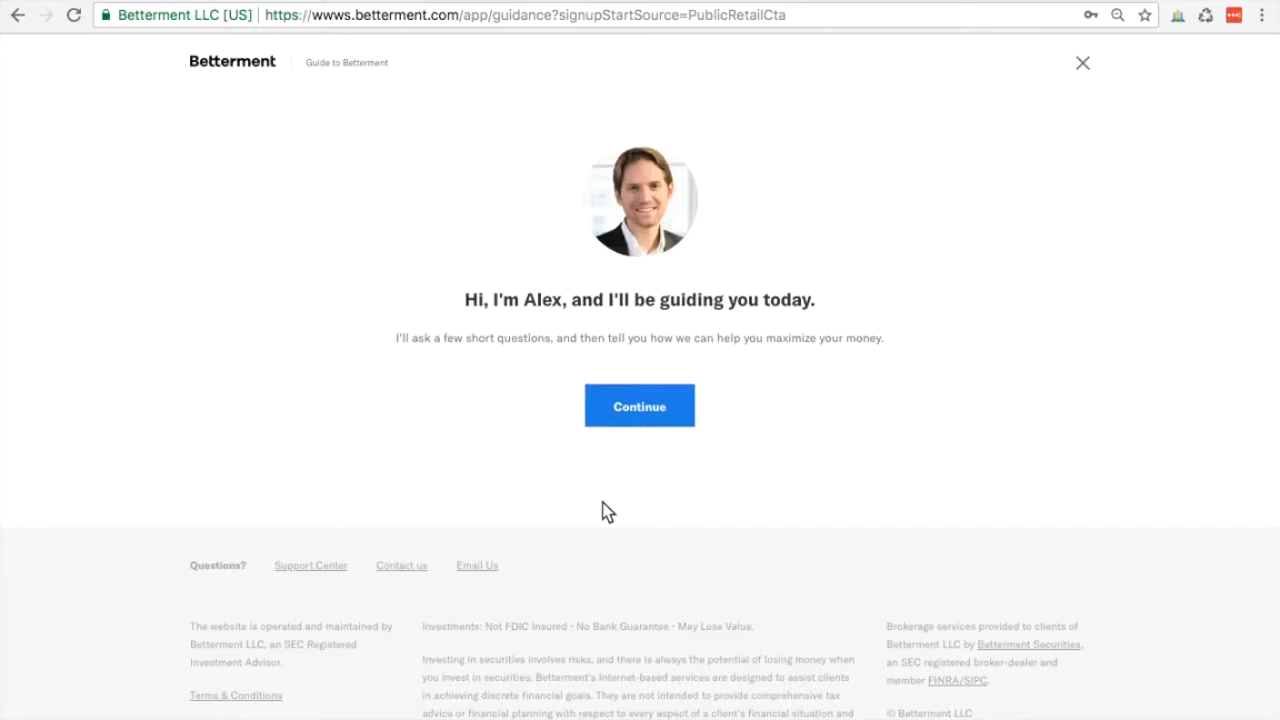 Betterment LLC [US] | https://wwws.betterment.com/app/guidance?signupStartSource=PublicRetailCta
Betterment Guide to Betterment
Hi, I'm Alex, and I'll be guiding you today.
I'll ask a few short questions, and then tell you how we can help you maximize your money.
Continue
Questions? Support Center Contact us Email Us
The website is operated and maintained by
Betterment LLC, an SEC Registered
Investment Advisor.
Terms & Conditions
Investments: Not FDIC Insured • No Bank Guarantee • May Lose Value.
Investing in securities involves risks, and there is always the potential of losing money when
you invest in securities. Betterment's internet-based services are designed to assist clients
in achieving discrete financial goals. They are not intended to provide comprehensive tax
advice or financial planning with respect to every aspect of a client's financial situation and
Brokerage services provided to clients of
Betterment LLC by Betterment Securities,
an SEC registered broker-dealer and
member FINRA/SIPC.
© Betterment LLC